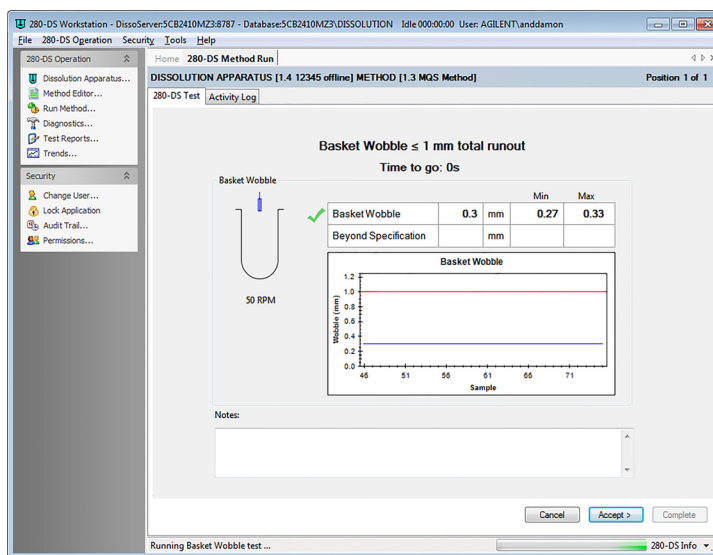 280-DS Workstation - DissoServer:5CB2410MZ3:8787 - Database:5CB2410MZ3\DISSOLUTION Idle 000:00:00 User: AGILENT\anddamon
File 280-DS Operation Security Tools Help
280-DS Operation
Dissolution Apparatus...
Method Editor...
Run Method...
Diagnostics...
Test Reports...
Trends...
Security
Change User...
Lock Application
Audit Trail...
Permissions...
Home 280-DS Method Run
DISSOLUTION APPARATUS [1.4 12345 offline] METHOD [1.3 MQS Method] Position 1 of 1
280-DS Test Activity Log
Basket Wobble ≤ 1 mm total runout
Time to go: 0s
Basket Wobble
50 RPM
Min Max
Basket Wobble 0.3 mm 0.27 0.33
Beyond Specification mm
Basket Wobble
Wobble (mm)
1.2
1.0
0.8
0.6
0.4
0.2
0.0
46 51 56 61 66 71
Sample
Notes:
Cancel Accept > Complete
Running Basket Wobble test ... 280-DS Info